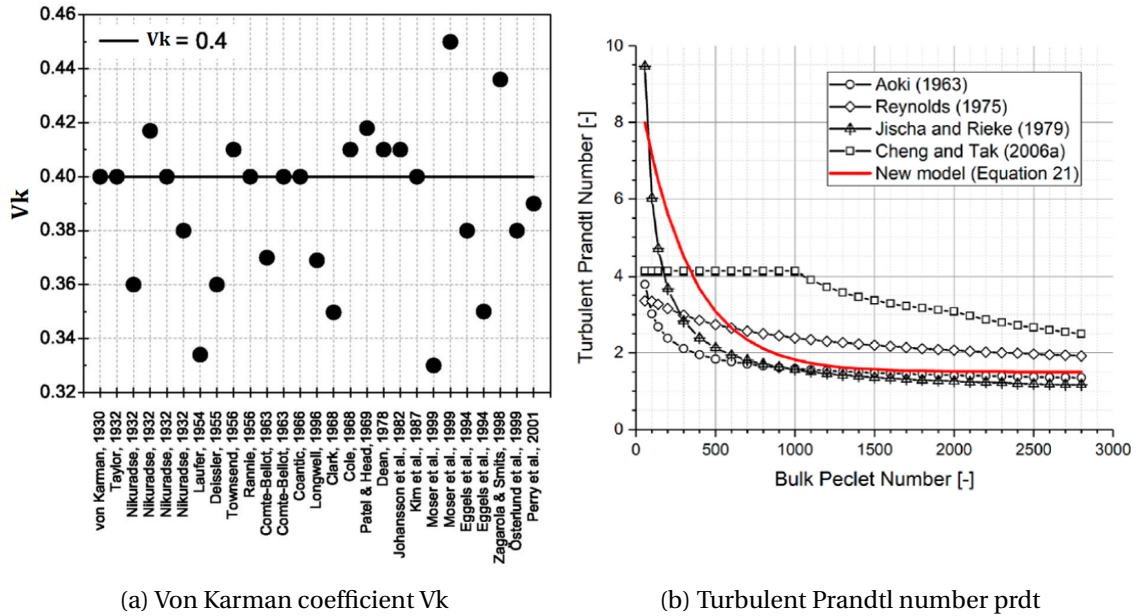 0.46
0.44
0.42
0.40
0.38
0.36
0.34
0.32
Vk
Vk = 0.4
von Karman, 1930
Taylor, 1932
Nikuradse, 1932
Nikuradse, 1932
Nikuradse, 1932
Nikuradse, 1932
Laufer, 1954
Deissler, 1955
Townsend, 1956
Rannie, 1956
Comte-Bellot, 1963
Comte-Bellot, 1963
Coantic, 1966
Longwell, 1996
Clark, 1968
Cole, 1968
Patel & Head, 1969
Dean, 1978
Johansson et al., 1982
Kim et al., 1987
Moser et al., 1999
Moser et al., 1999
Eggels et al., 1994
Eggels et al., 1994
Zagarola & Smits, 1998
Österlund et al., 1999
Perry et al., 2001
(a) Von Karman coefficient Vk
10
8
6
4
2
0
Turbulent Prandtl Number [-]
Aoki (1963)
Reynolds (1975)
Jischa and Rieke (1979)
Cheng and Tak (2006a)
New model (Equation 21)
0 500 1000 1500 2000 2500 3000
Bulk Peclet Number [-]
(b) Turbulent Prandtl number prdt